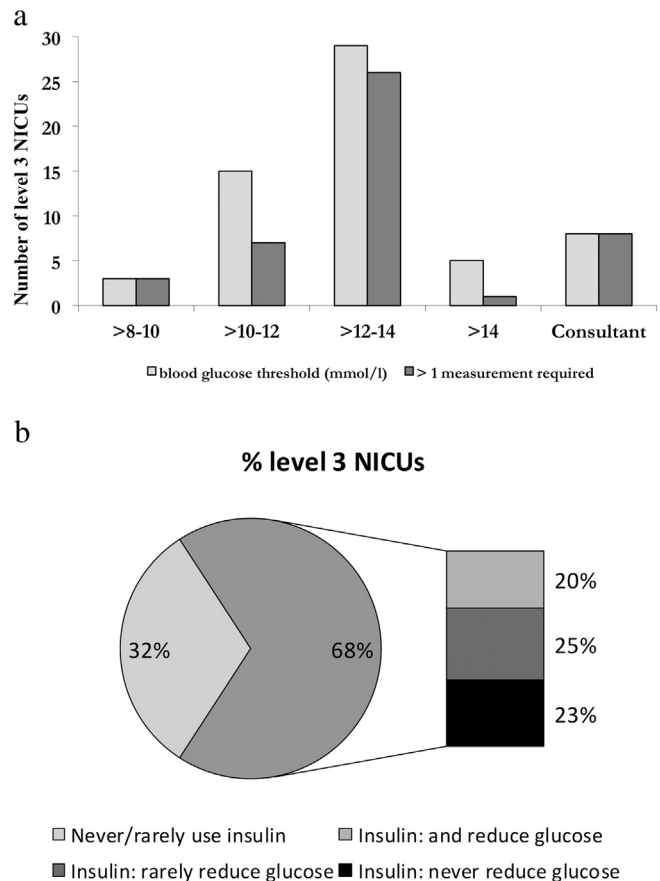 a
Number of level 3 NICUs
30
25
20
15
10
5
0
>8-10 >10-12 >12-14 >14 Consultant
blood glucose threshold (mmol/l) > 1 measurement required
b
% level 3 NICUs
32% 68%
20%
25%
23%
Never/rarely use insulin Insulin: and reduce glucose
Insulin: rarely reduce glucose Insulin: never reduce glucose